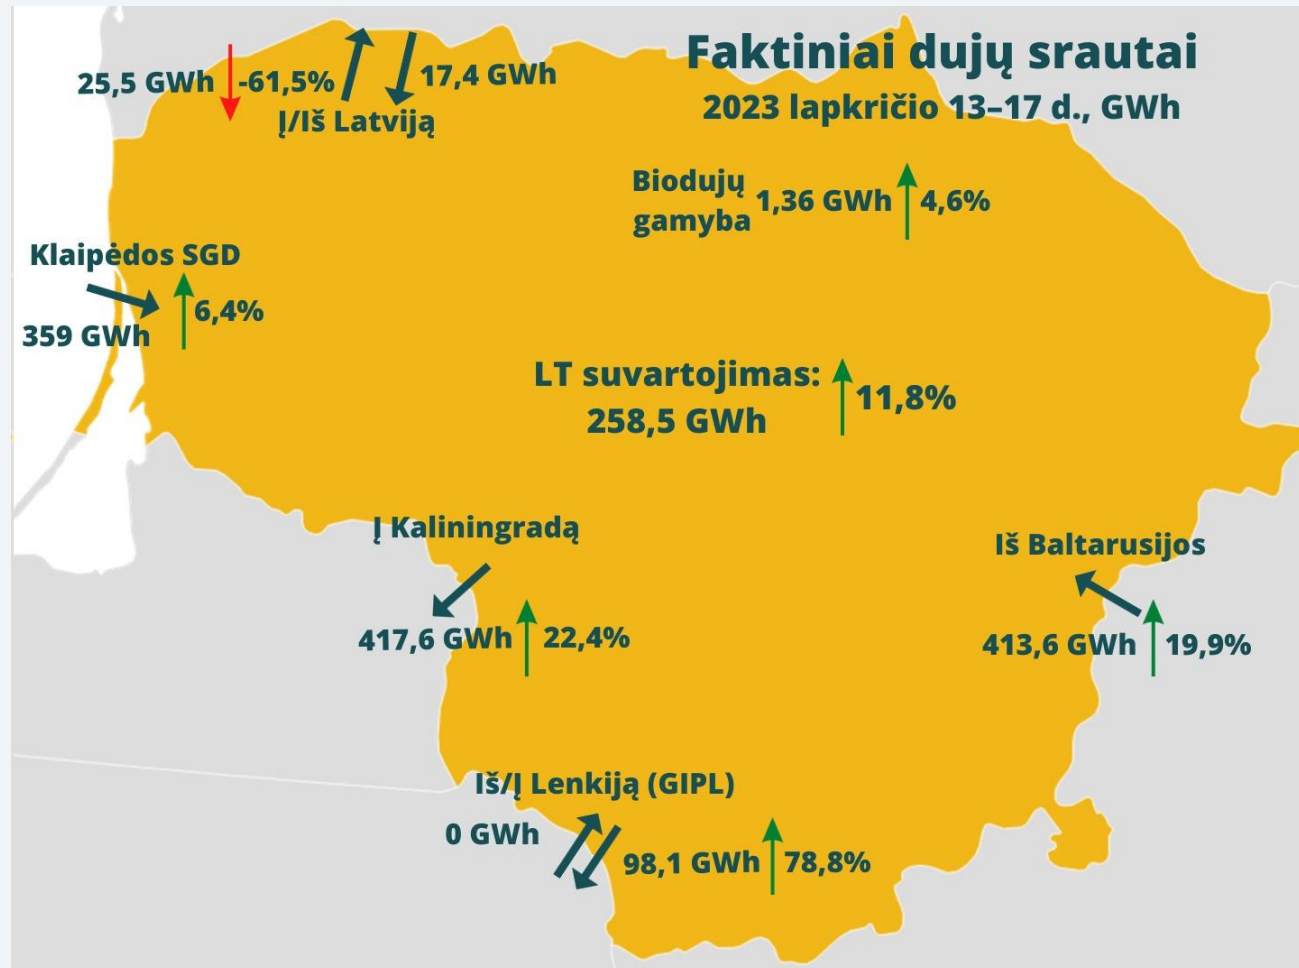 Faktiniai dujų srautai
2023 lapkričio 13–17 d., GWh
25,5 GWh -61,5% 17,4 GWh
Į/Iš Latviją
Biodujų
gamyba 1,36 GWh 4,6%
Klaipėdos SGD
6,4%
359 GWh
LT suvartojimas:
258,5 GWh 11,8%
Į Kaliningradą
417,6 GWh 22,4%
Iš Baltarusijos
413,6 GWh 19,9%
Iš/Į Lenkiją (GIPL)
0 GWh
98,1 GWh 78,8%